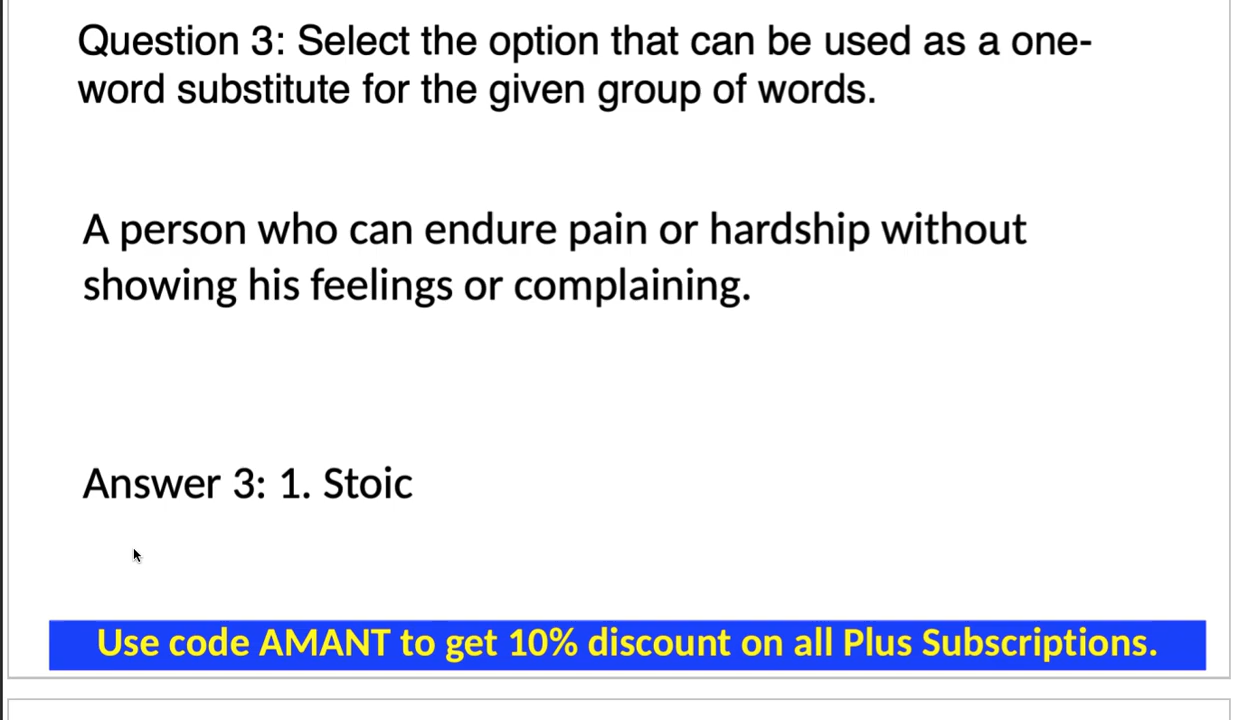 Question 3: Select the option that can be used as a one-
word substitute for the given group of words.
A person who can endure pain or hardship without
showing his feelings or complaining.
Answer 3: 1. Stoic
Use code AMANT to get 10% discount on all Plus Subscriptions.